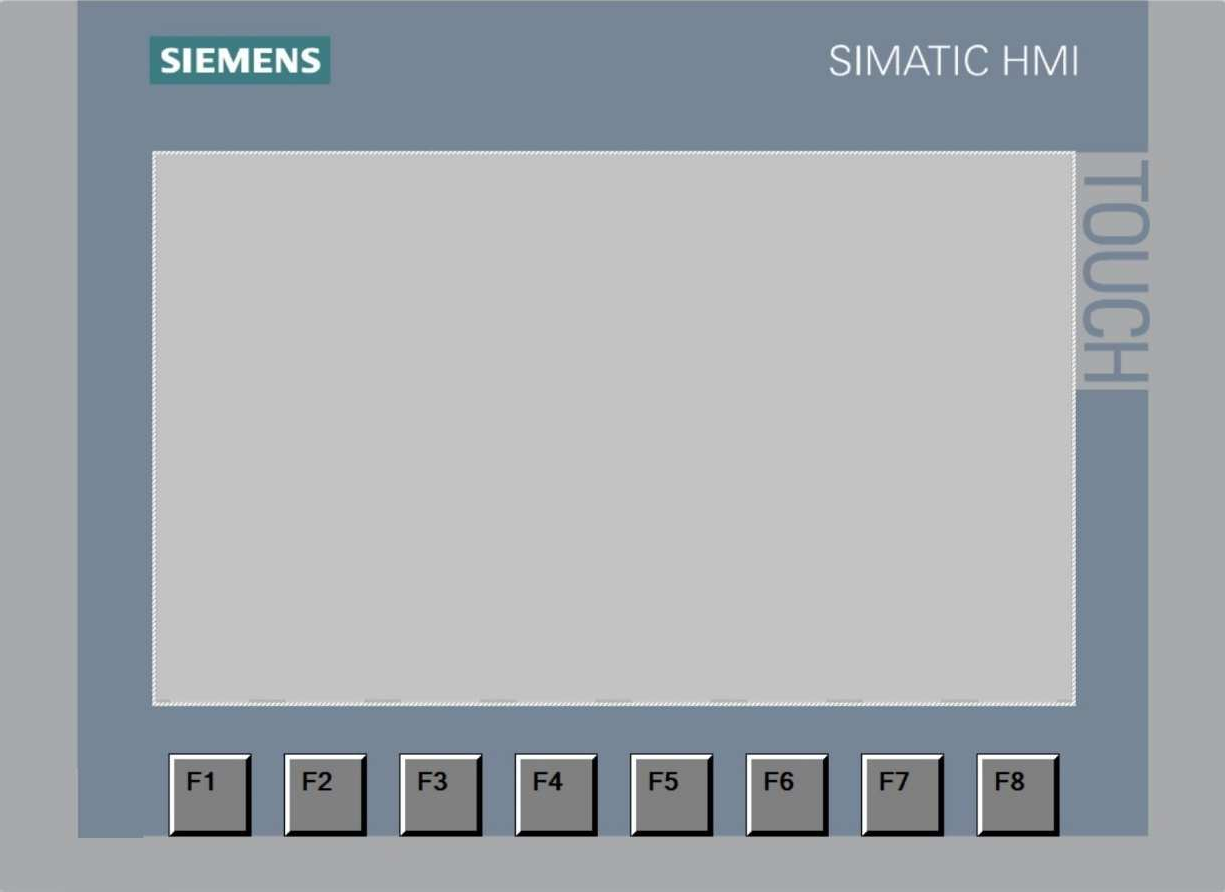 SIEMENS
SIMATIC HMI
TOUCH
F1 F2 F3 F4 F5 F6 F7 F8